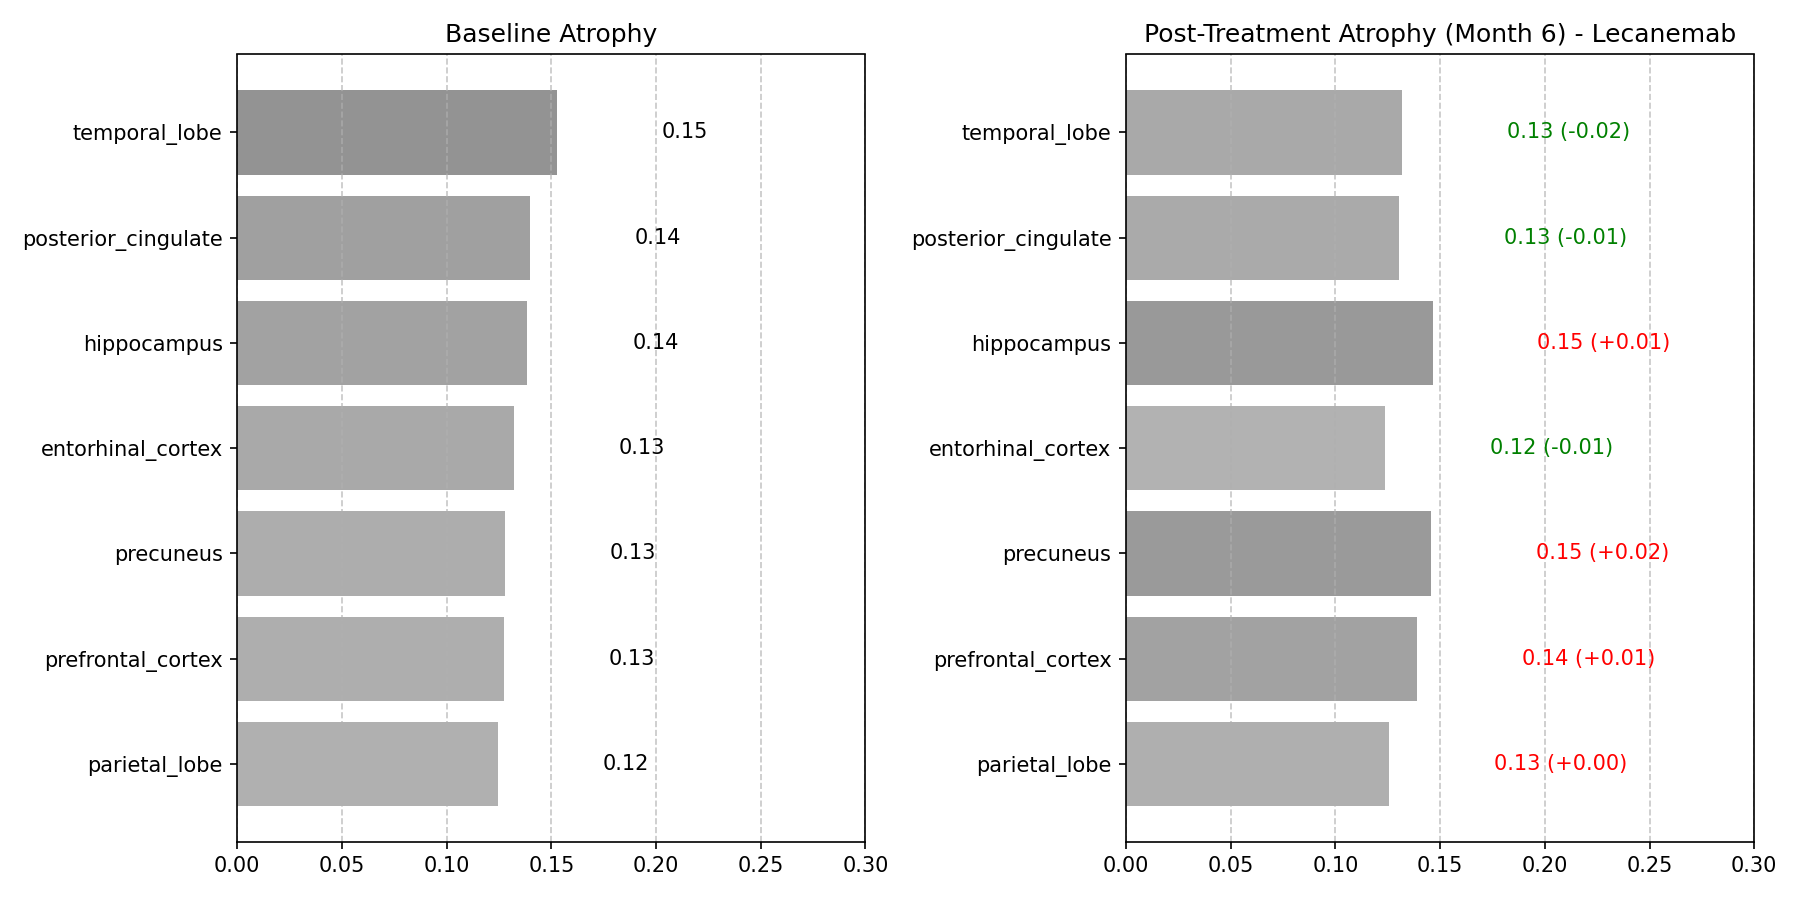 Baseline Atrophy
temporal_lobe
0.15
posterior_cingulate
0.14
hippocampus
0.14
entorhinal_cortex
0.13
precuneus
0.13
prefrontal_cortex
0.13
parietal_lobe
0.12
0.00 0.05 0.10 0.15 0.20 0.25 0.30
Post-Treatment Atrophy (Month 6) - Lecanemab
temporal_lobe
0.13 (-0.02)
posterior_cingulate
0.13 (-0.01)
hippocampus
0.15 (+0.01)
entorhinal_cortex
0.12 (-0.01)
precuneus
0.15 (+0.02)
prefrontal_cortex
0.14 (+0.01)
parietal_lobe
0.13 (+0.00)
0.00 0.05 0.10 0.15 0.20 0.25 0.30